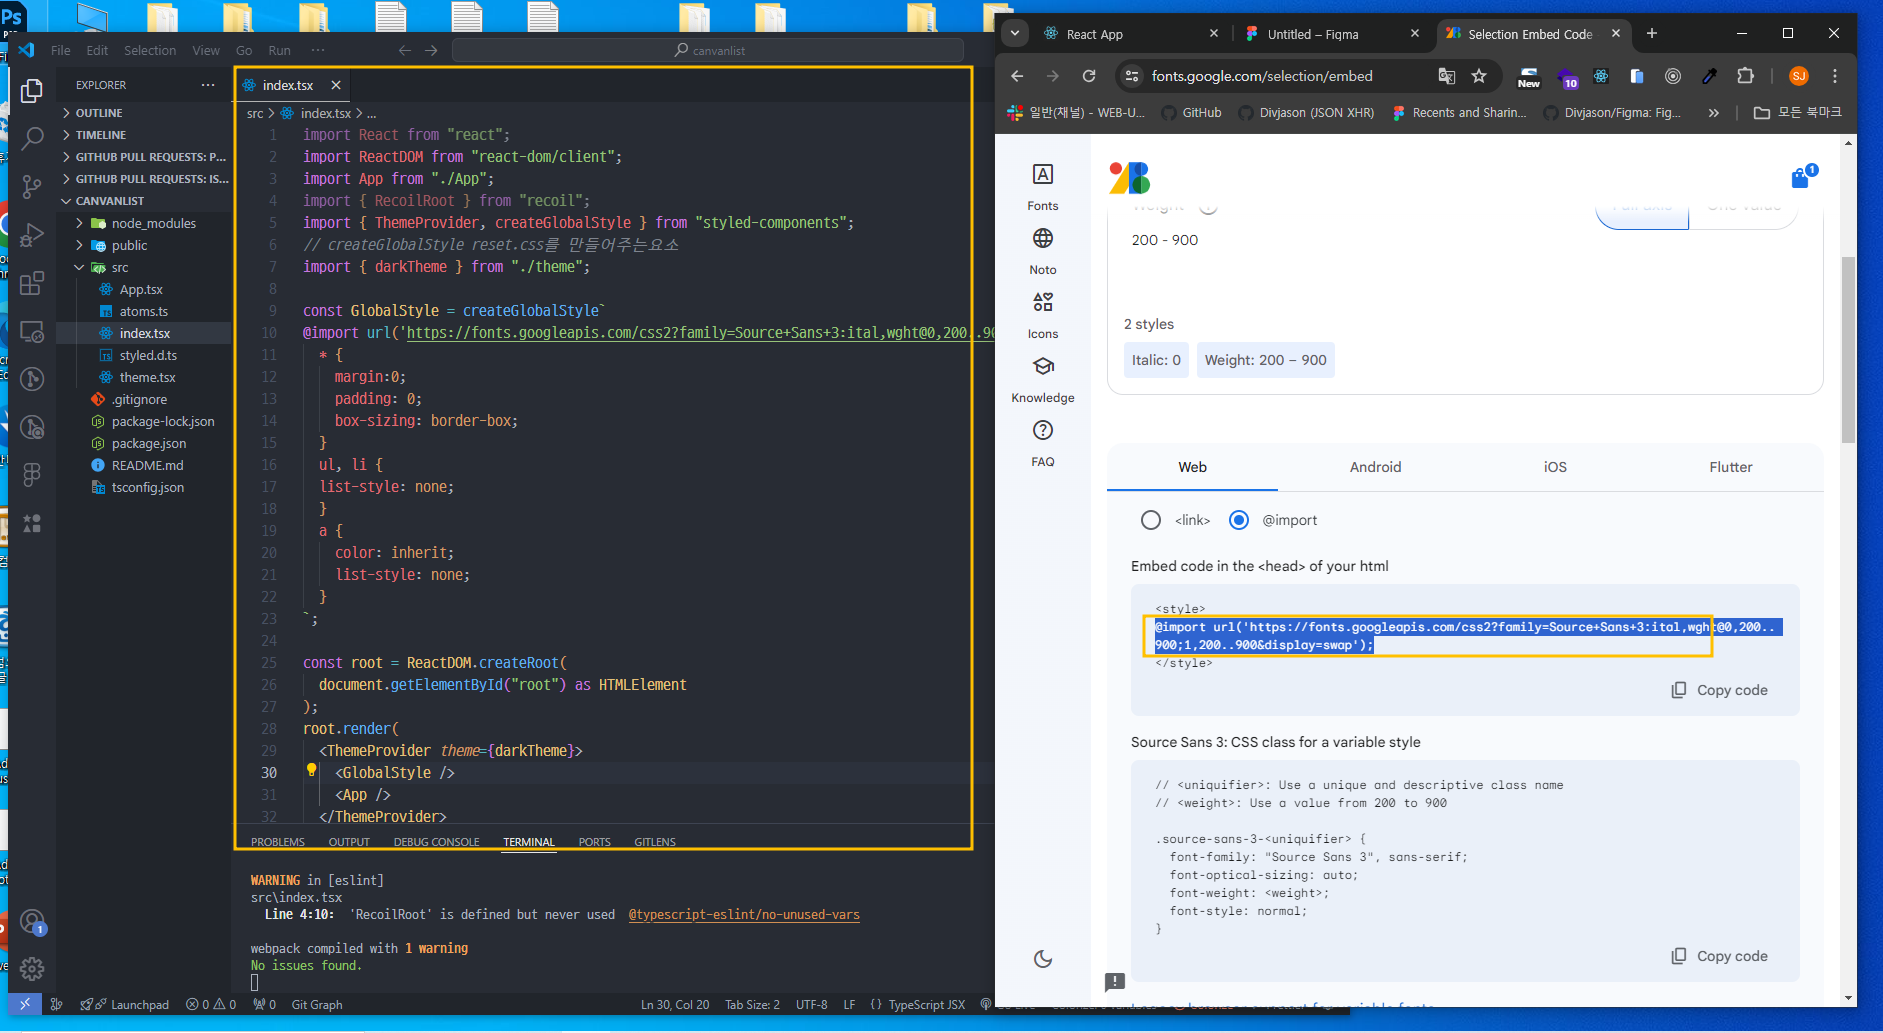 File Edit Selection View Go Run ··· canvanlist
EXPLORER ···
OUTLINE
TIMELINE
GITHUB PULL REQUESTS: P...
GITHUB PULL REQUESTS: IS...
CANVANLIST
node_modules
public
src
App.tsx
atoms.ts
index.tsx
styled.d.ts
theme.tsx
.gitignore
package-lock.json
package.json
README.md
tsconfig.json
index.tsx
src > index.tsx > ...
1 import React from "react";
2 import ReactDOM from "react-dom/client";
3 import App from "./App";
4 import { RecoilRoot } from "recoil";
5 import { ThemeProvider, createGlobalStyle } from "styled-components";
6 // createGlobalStyle reset.css를 만들어주는요소
7 import { darkTheme } from "./theme";
8
9 const GlobalStyle = createGlobalStyle`
10 @import url('https://fonts.googleapis.com/css2?family=Source+Sans+3:ital,wght@0,200..90
11 * {
12 margin:0;
13 padding: 0;
14 box-sizing: border-box;
15 }
16 ul, li {
17 list-style: none;
18 }
19 a {
20 color: inherit;
21 list-style: none;
22 }
23 `;
24
25 const root = ReactDOM.createRoot(
26 document.getElementById("root") as HTMLElement
27 );
28 root.render(
29 <ThemeProvider theme={darkTheme}>
30 <GlobalStyle />
31 <App />
32 </ThemeProvider>
PROBLEMS OUTPUT DEBUG CONSOLE TERMINAL PORTS GITLENS
WARNING in [eslint]
src\index.tsx
Line 4:10: 'RecoilRoot' is defined but never used @typescript-eslint/no-unused-vars
webpack compiled with 1 warning
No issues found.
1
Launchpad 0 0 0 Git Graph Ln 30, Col 20 Tab Size: 2 UTF-8 LF {} TypeScript JSX
React App Untitled – Figma Selection Embed Code
fonts.google.com/selection/embed New 10 SJ
일반(채널) - WEB-U... GitHub Divjason (JSON XHR) Recents and Sharin... Divjason/Figma: Fig... » 모든 북마크
Fonts
Noto
Icons
Knowledge
FAQ
1
Weight Full axis One value
200 - 900
2 styles
Italic: 0 Weight: 200 – 900
Web Android iOS Flutter
<link> @import
Embed code in the <head> of your html
<style>
@import url('https://fonts.googleapis.com/css2?family=Source+Sans+3:ital,wght@0,200..
900;1,200..900&display=swap');
</style>
Copy code
Source Sans 3: CSS class for a variable style
// <uniquifier>: Use a unique and descriptive class name
// <weight>: Use a value from 200 to 900
.source-sans-3-<uniquifier> {
font-family: "Source Sans 3", sans-serif;
font-optical-sizing: auto;
font-weight: <weight>;
font-style: normal;
}
Copy code